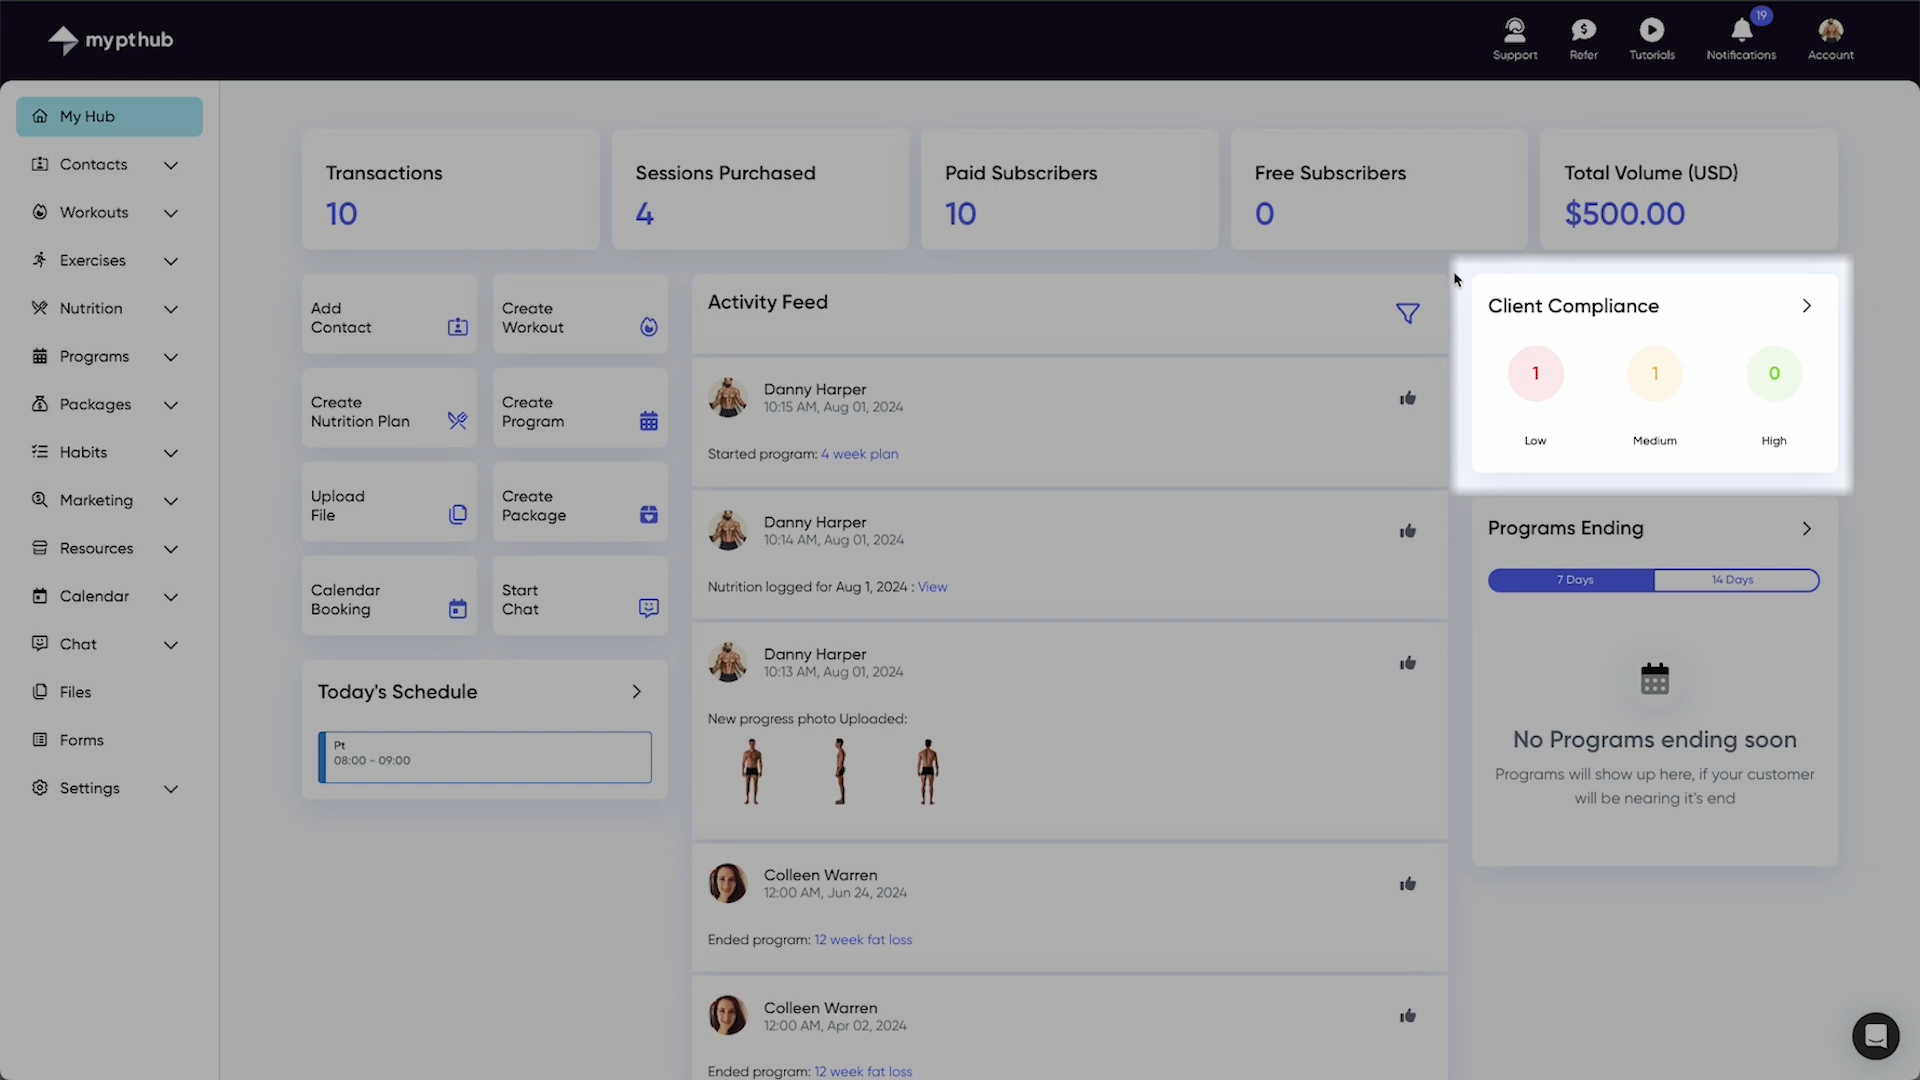 mypthub
Support
Refer
Tutorials
19
Notifications
Account
My Hub
Contacts
Workouts
Exercises
Nutrition
Programs
Packages
Habits
Marketing
Resources
Calendar
Chat
Files
Forms
Settings
Transactions
10
Sessions Purchased
4
Paid Subscribers
10
Free Subscribers
0
Total Volume (USD)
$500.00
Add
Contact
Create
Workout
Create
Nutrition Plan
Create
Program
Upload
File
Create
Package
Calendar
Booking
Start
Chat
Today's Schedule
Pt
08:00 - 09:00
Activity Feed
Danny Harper
10:15 AM, Aug 01, 2024
Started program: 4 week plan
Danny Harper
10:14 AM, Aug 01, 2024
Nutrition logged for Aug 1, 2024 : View
Danny Harper
10:13 AM, Aug 01, 2024
New progress photo Uploaded:
Colleen Warren
12:00 AM, Jun 24, 2024
Ended program: 12 week fat loss
Colleen Warren
12:00 AM, Apr 02, 2024
Ended program: 12 week fat loss
Client Compliance
1
1
0
Low
Medium
High
Programs Ending
7 Days
14 Days
No Programs ending soon
Programs will show up here, if your customer
will be nearing it's end